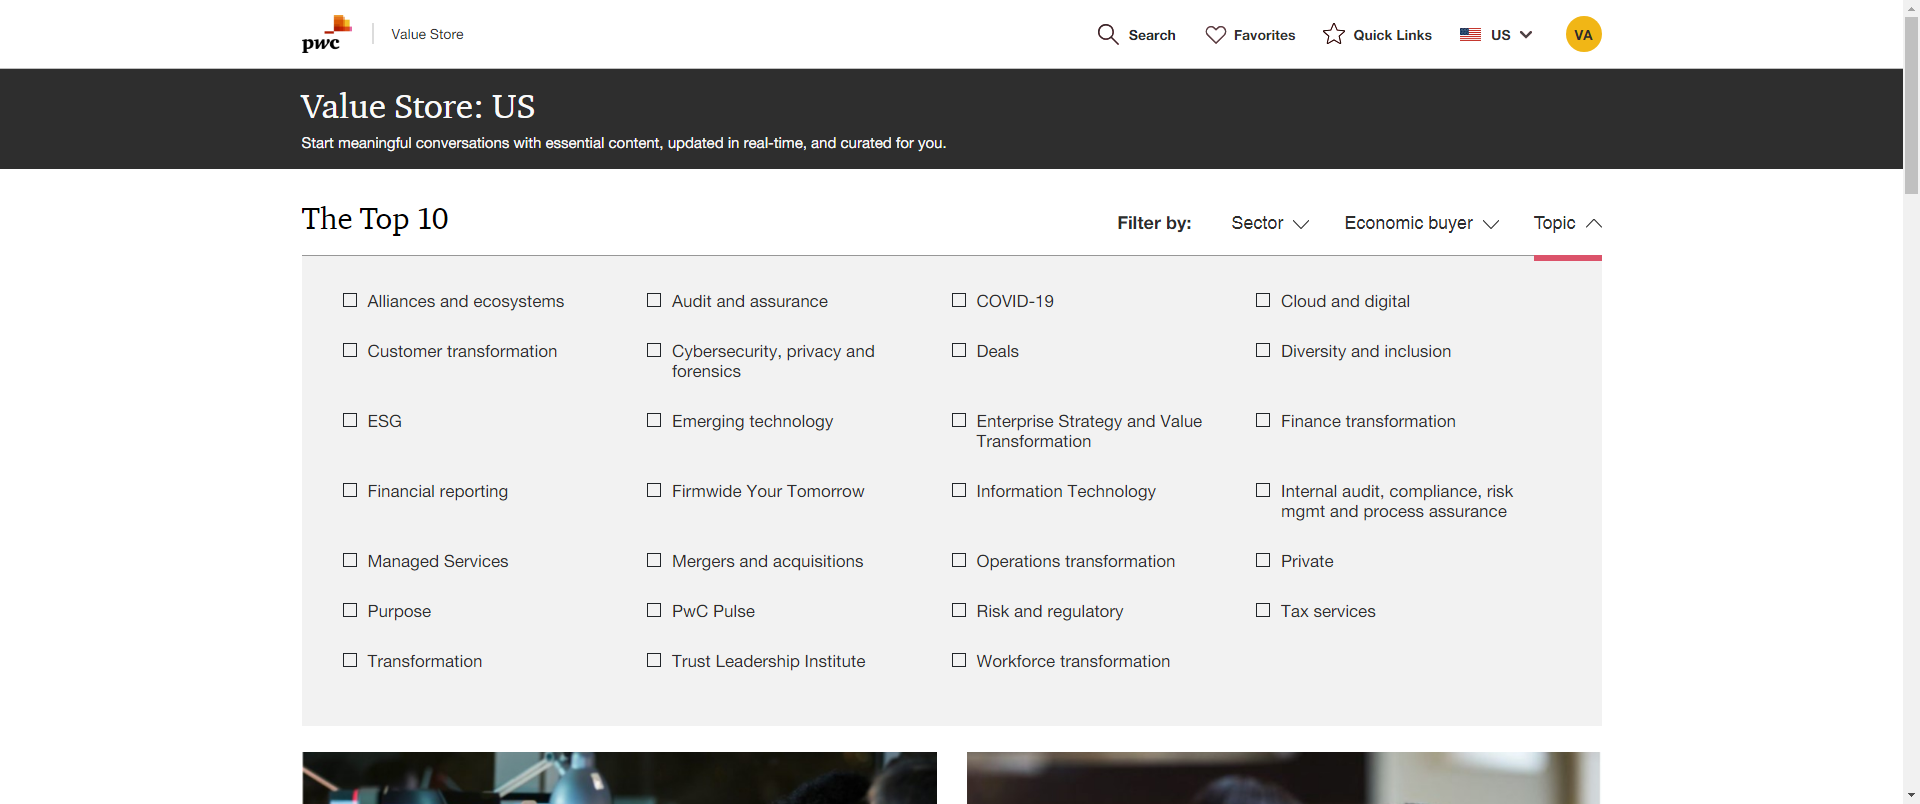 pwc
Value Store
Search
Favorites
Quick Links
US
VA
Value Store: US
Start meaningful conversations with essential content, updated in real-time, and curated for you.
The Top 10
Filter by:
Sector
Economic buyer
Topic
Alliances and ecosystems
Audit and assurance
COVID-19
Cloud and digital
Customer transformation
Cybersecurity, privacy and
forensics
Deals
Diversity and inclusion
ESG
Emerging technology
Enterprise Strategy and Value
Transformation
Finance transformation
Financial reporting
Firmwide Your Tomorrow
Information Technology
Internal audit, compliance, risk
mgmt and process assurance
Managed Services
Mergers and acquisitions
Operations transformation
Private
Purpose
PwC Pulse
Risk and regulatory
Tax services
Transformation
Trust Leadership Institute
Workforce transformation